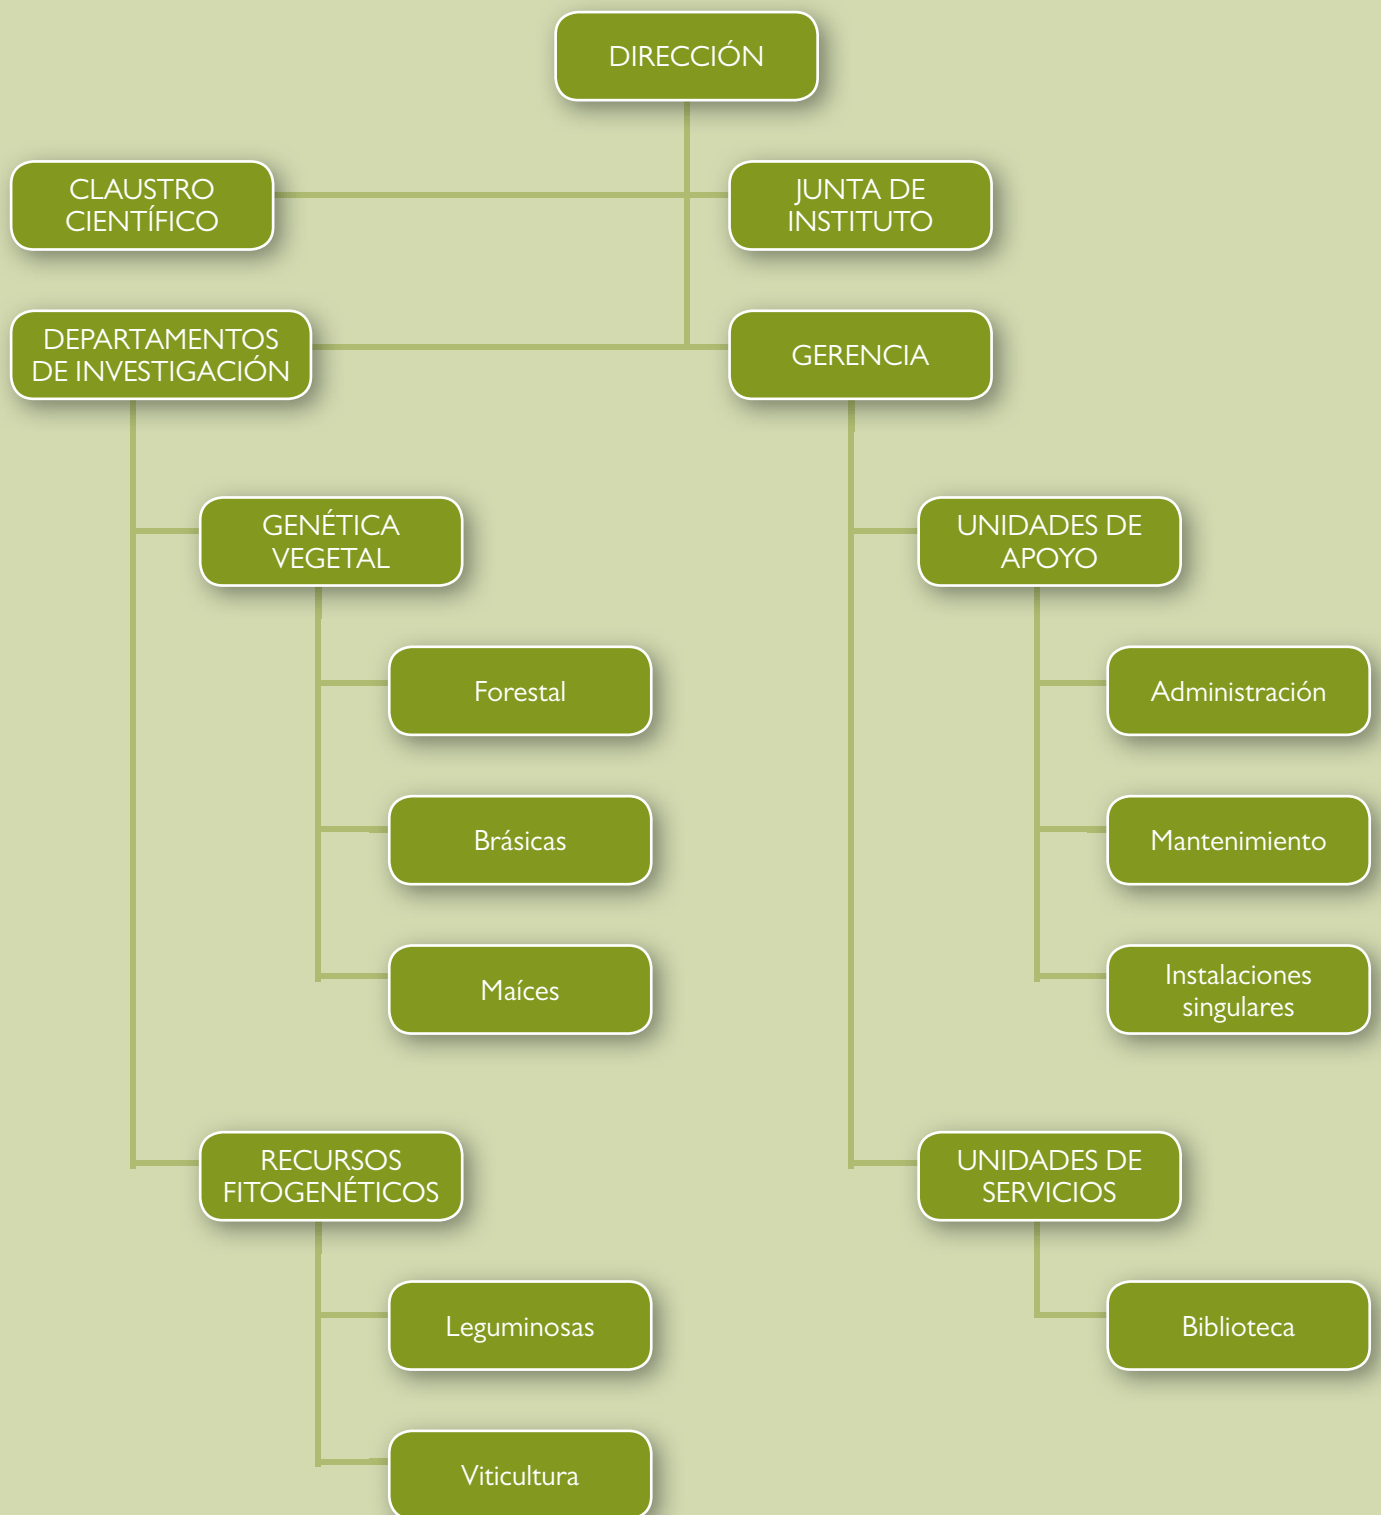 DIRECCIÓN
CLAUSTRO
CIENTÍFICO
JUNTA DE
INSTITUTO
DEPARTAMENTOS
DE INVESTIGACIÓN
GERENCIA
GENÉTICA
VEGETAL
Forestal
Brásicas
Maíces
RECURSOS
FITOGENÉTICOS
Leguminosas
Viticultura
UNIDADES DE
APOYO
Administración
Mantenimiento
Instalaciones
singulares
UNIDADES DE
SERVICIOS
Biblioteca